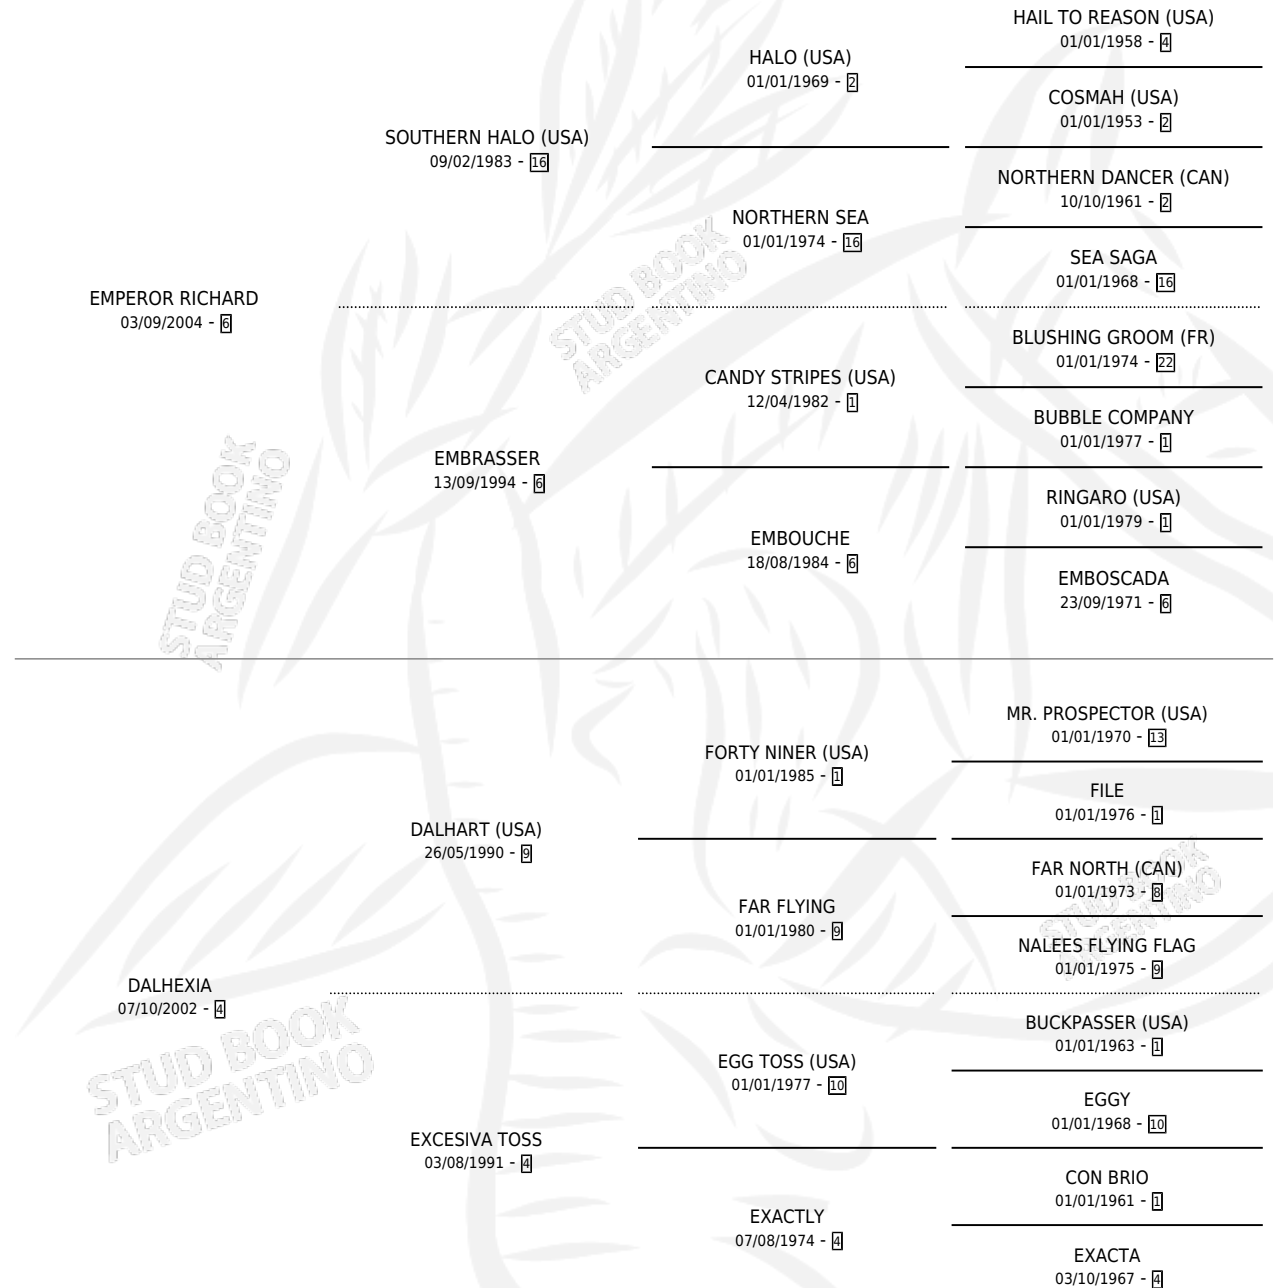 HAIL TO REASON (USA)
01/01/1958 - 4
HALO (USA)
01/01/1969 - 2
COSMAH (USA)
01/01/1953 - 2
SOUTHERN HALO (USA)
09/02/1983 - 16
NORTHERN DANCER (CAN)
10/10/1961 - 2
NORTHERN SEA
01/01/1974 - 16
SEA SAGA
01/01/1968 - 16
EMPEROR RICHARD
03/09/2004 - 6
STUD BOOK
ARGENTINO
BLUSHING GROOM (FR)
01/01/1974 - 22
CANDY STRIPES (USA)
12/04/1982 - 1
BUBBLE COMPANY
01/01/1977 - 1
EMBRASSER
13/09/1994 - 6
RINGARO (USA)
01/01/1979 - 1
EMBOUCHE
18/08/1984 - 6
EMBOSCADA
23/09/1971 - 6
STUD BOOK
ARGENTINO
MR. PROSPECTOR (USA)
01/01/1970 - 13
FORTY NINER (USA)
01/01/1985 - 1
FILE
01/01/1976 - 1
DALHART (USA)
26/05/1990 - 9
FAR NORTH (CAN)
01/01/1973 - 8
FAR FLYING
01/01/1980 - 9
NALEES FLYING FLAG
01/01/1975 - 9
STUD BOOK
ARGENTINO
DALHEXIA
07/10/2002 - 4
BUCKPASSER (USA)
01/01/1963 - 1
EGG TOSS (USA)
01/01/1977 - 10
EGGY
01/01/1968 - 10
STUD BOOK
ARGENTINO
EXCESIVA TOSS
03/08/1991 - 4
CON BRIO
01/01/1961 - 1
EXACTLY
07/08/1974 - 4
EXACTA
03/10/1967 - 4